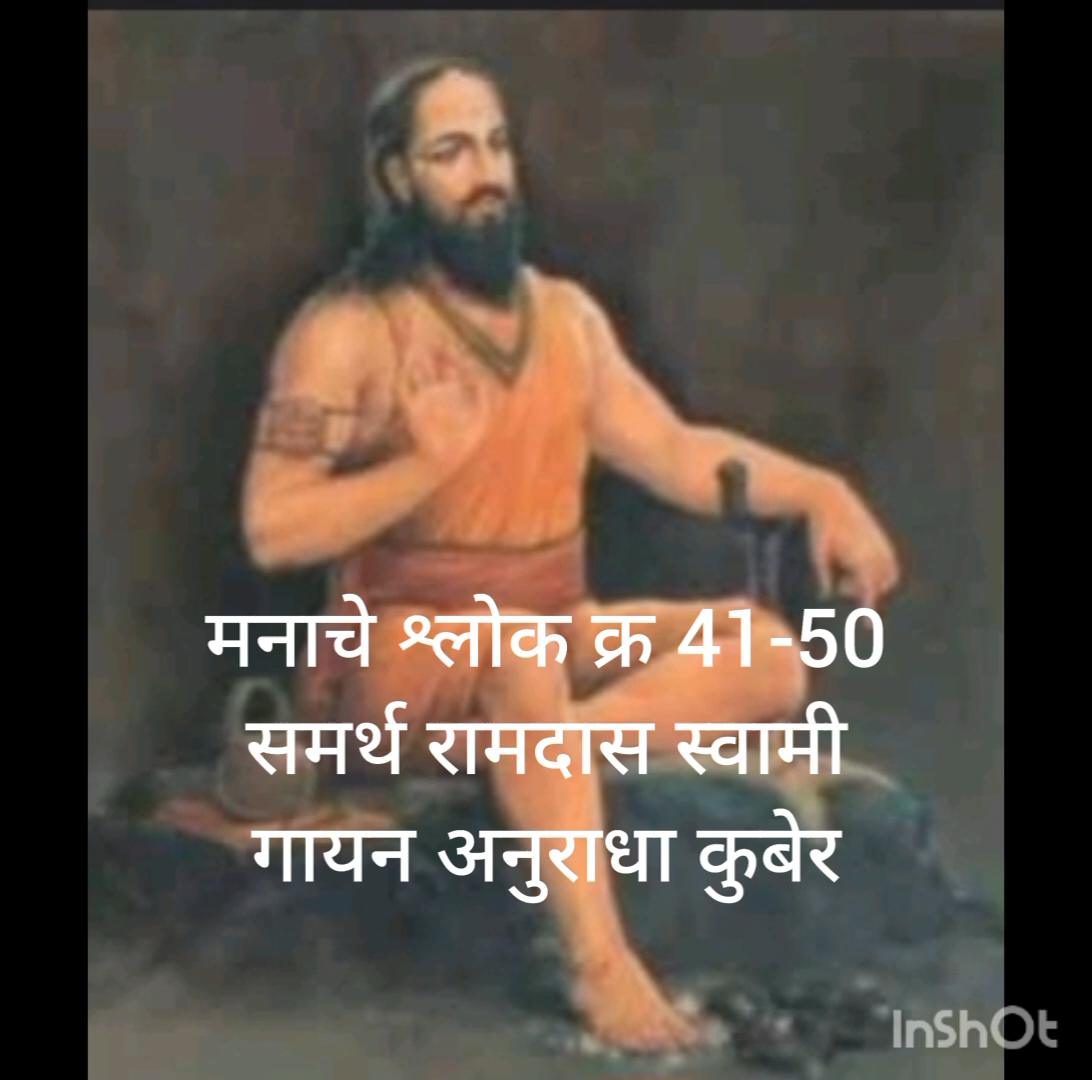 मनाचे श्लोक क्र 41-50
समर्थ रामदास स्वामी
गायन अनुराधा कुबेर
InShOt